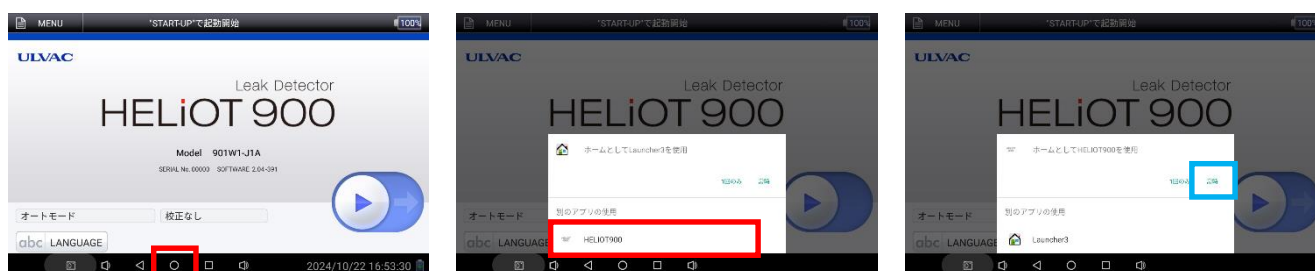 MENU
"START-UP"で起動開始
100%
ULVAC
Leak Detector
HELiOT 900
Model 901W1-J1A
SERIAL No. 00000 SOFTWARE 2.04-391
オートモード
校正なし
abc LANGUAGE
2024/10/22 16:53:30
MENU
"START-UP"で起動開始
100%
ULVAC
Leak Detector
HELiOT 900
ホームとしてLauncher3を使用
1回のみ 常時
別のアプリの使用
HELIOT900
オートモード
abc LANGUAGE
MENU
"START-UP"で起動開始
100%
ULVAC
Leak Detector
HELiOT 900
ホームとしてHELIOT900を使用
1回のみ 常時
別のアプリの使用
Launcher3
オートモード
abc LANGUAGE